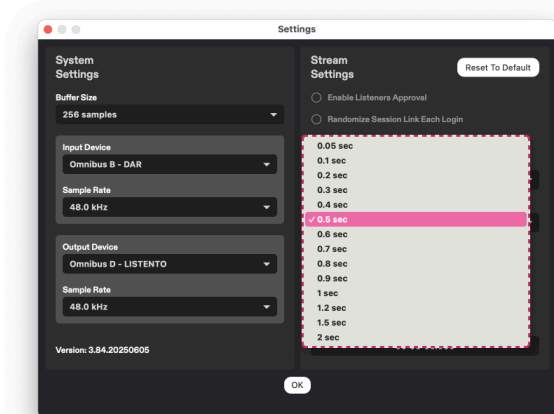 Settings
System
Settings
Buffer Size
256 samples
Input Device
Omnibus B - DAR
Sample Rate
48.0 kHz
Output Device
Omnibus D - LISTENTO
Sample Rate
48.0 kHz
Version: 3.84.20250605
Stream
Settings
Reset To Default
Enable Listeners Approval
Randomize Session Link Each Login
0.05 sec
0.1 sec
0.2 sec
0.3 sec
0.4 sec
✓ 0.5 sec
0.6 sec
0.7 sec
0.8 sec
0.9 sec
1 sec
1.2 sec
1.5 sec
2 sec
OK